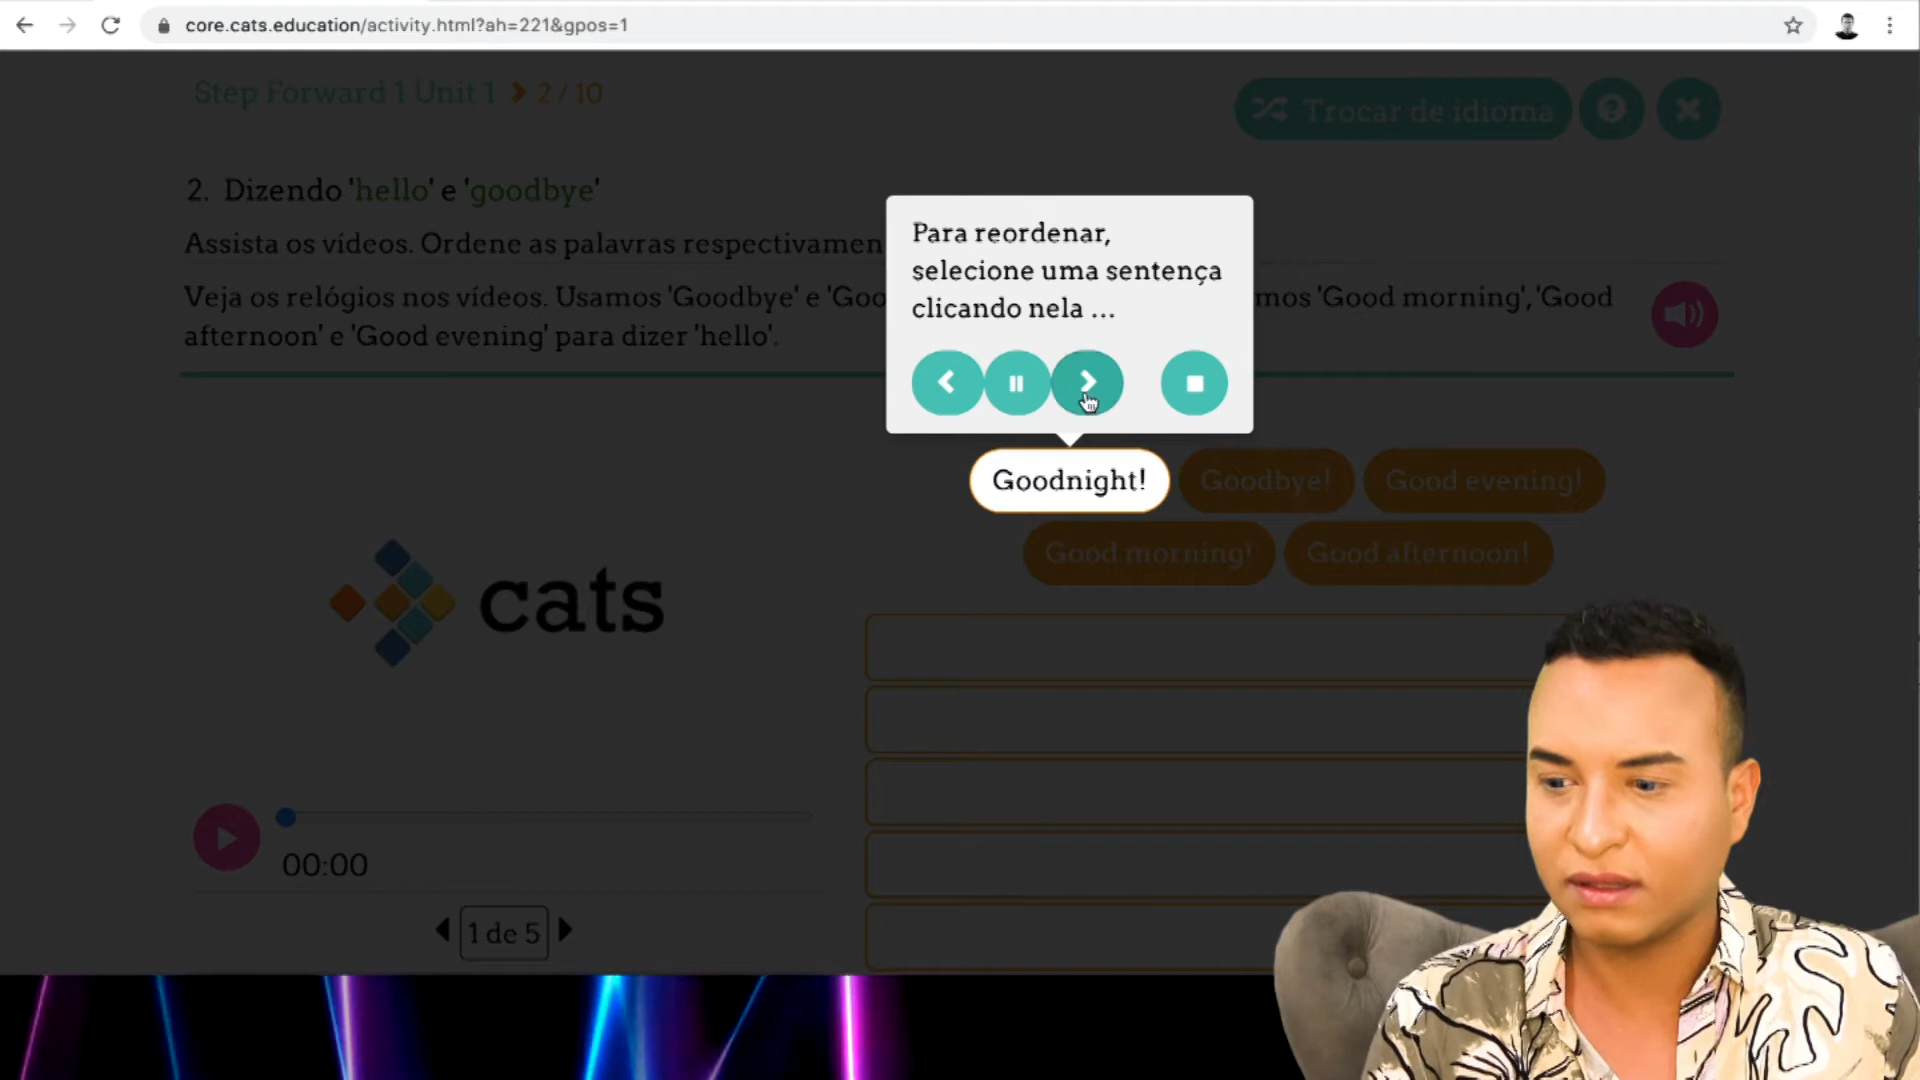 core.cats.education/activity.html?ah=221&gpos=1
Step Forward 1 Unit 1 > 2 / 10
Trocar de idioma
2. Dizendo 'hello' e 'goodbye'
Assista os vídeos. Ordene as palavras respectivamen
Veja os relógios nos vídeos. Usamos 'Goodbye' e 'Goo
mos 'Good morning', 'Good
afternoon' e 'Good evening' para dizer 'hello'.
Para reordenar,
selecione uma sentença
clicando nela ...
Goodnight!
Goodbye!
Good evening!
Good morning!
Good afternoon!
cats
00:00
1 de 5